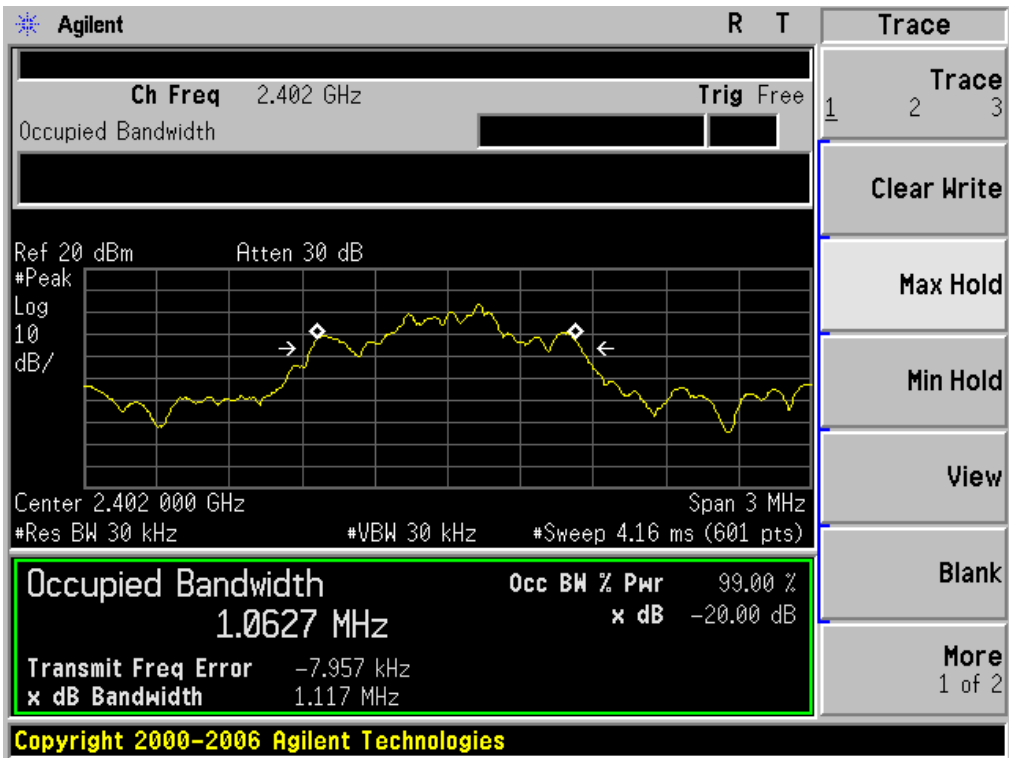 Agilent R T Trace
Ch Freq 2.402 GHz Trig Free
Occupied Bandwidth
Trace
1 2 3
Clear Write
Max Hold
Min Hold
View
Blank
More
1 of 2
Ref 20 dBm Atten 30 dB
#Peak
Log
10
dB/
Center 2.402 000 GHz Span 3 MHz
#Res BW 30 kHz #VBW 30 kHz #Sweep 4.16 ms (601 pts)
Occupied Bandwidth Occ BW % Pwr 99.00 %
1.0627 MHz x dB -20.00 dB
Transmit Freq Error -7.957 kHz
x dB Bandwidth 1.117 MHz
Copyright 2000-2006 Agilent Technologies